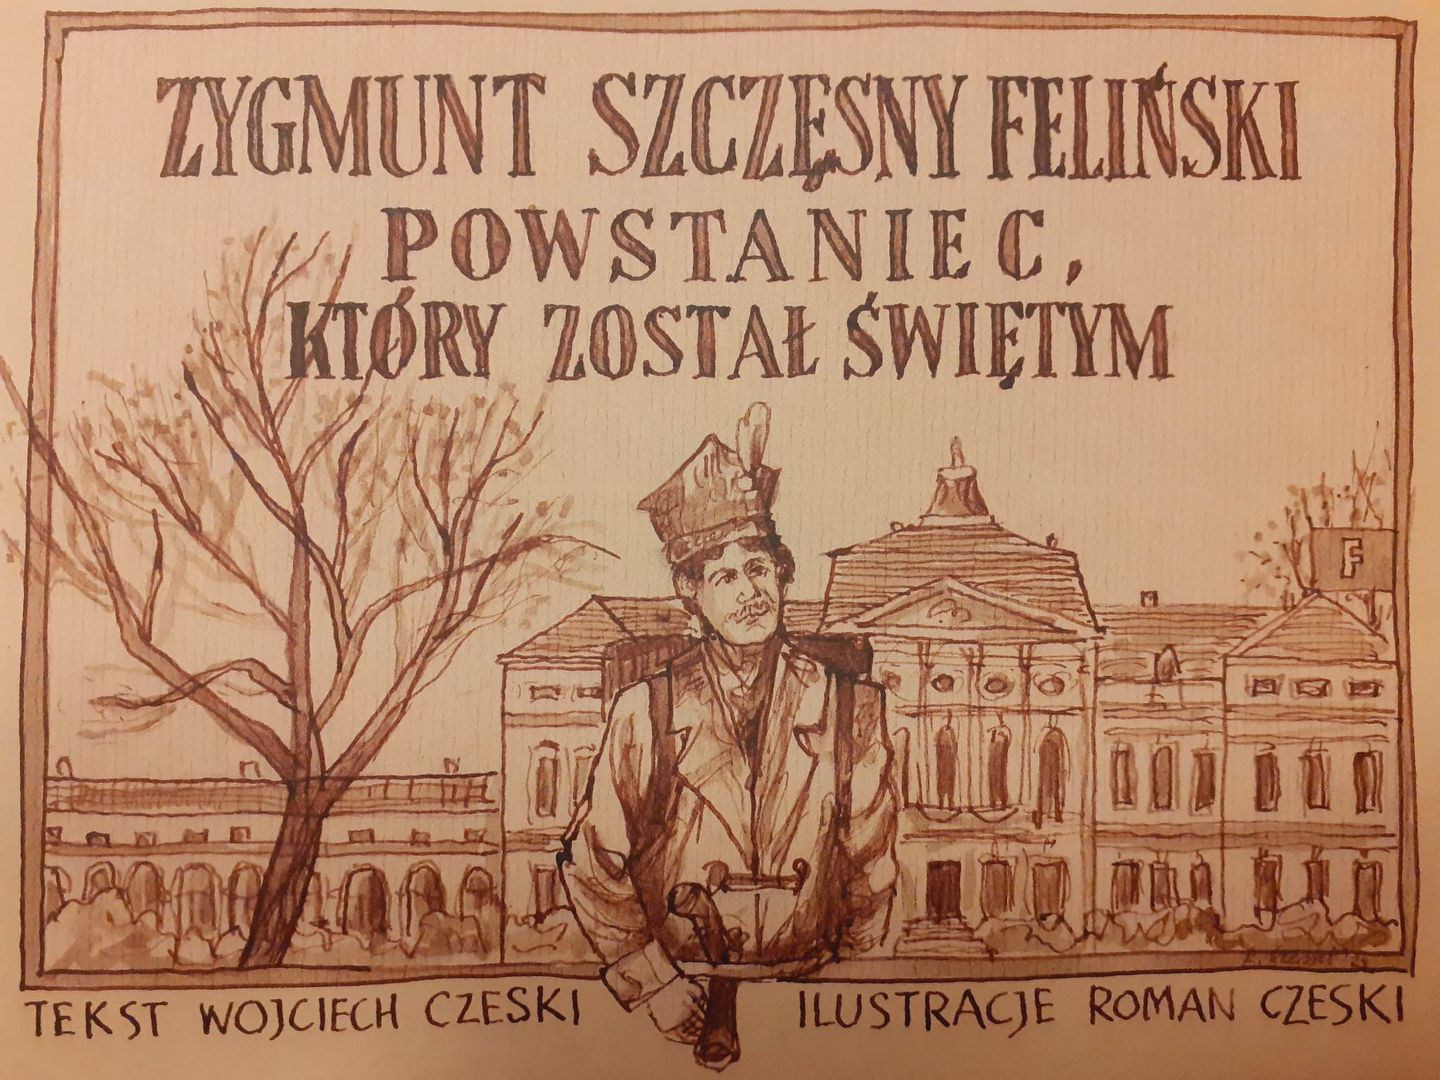 ZYGMUNT SZCZĘSNY FELIŃSKI
POWSTANIEC,
KTÓRY ZOSTAŁ ŚWIĘTYM
F
TEKST WOJCIECH CZESKI
ILUSTRACJE ROMAN CZESKI